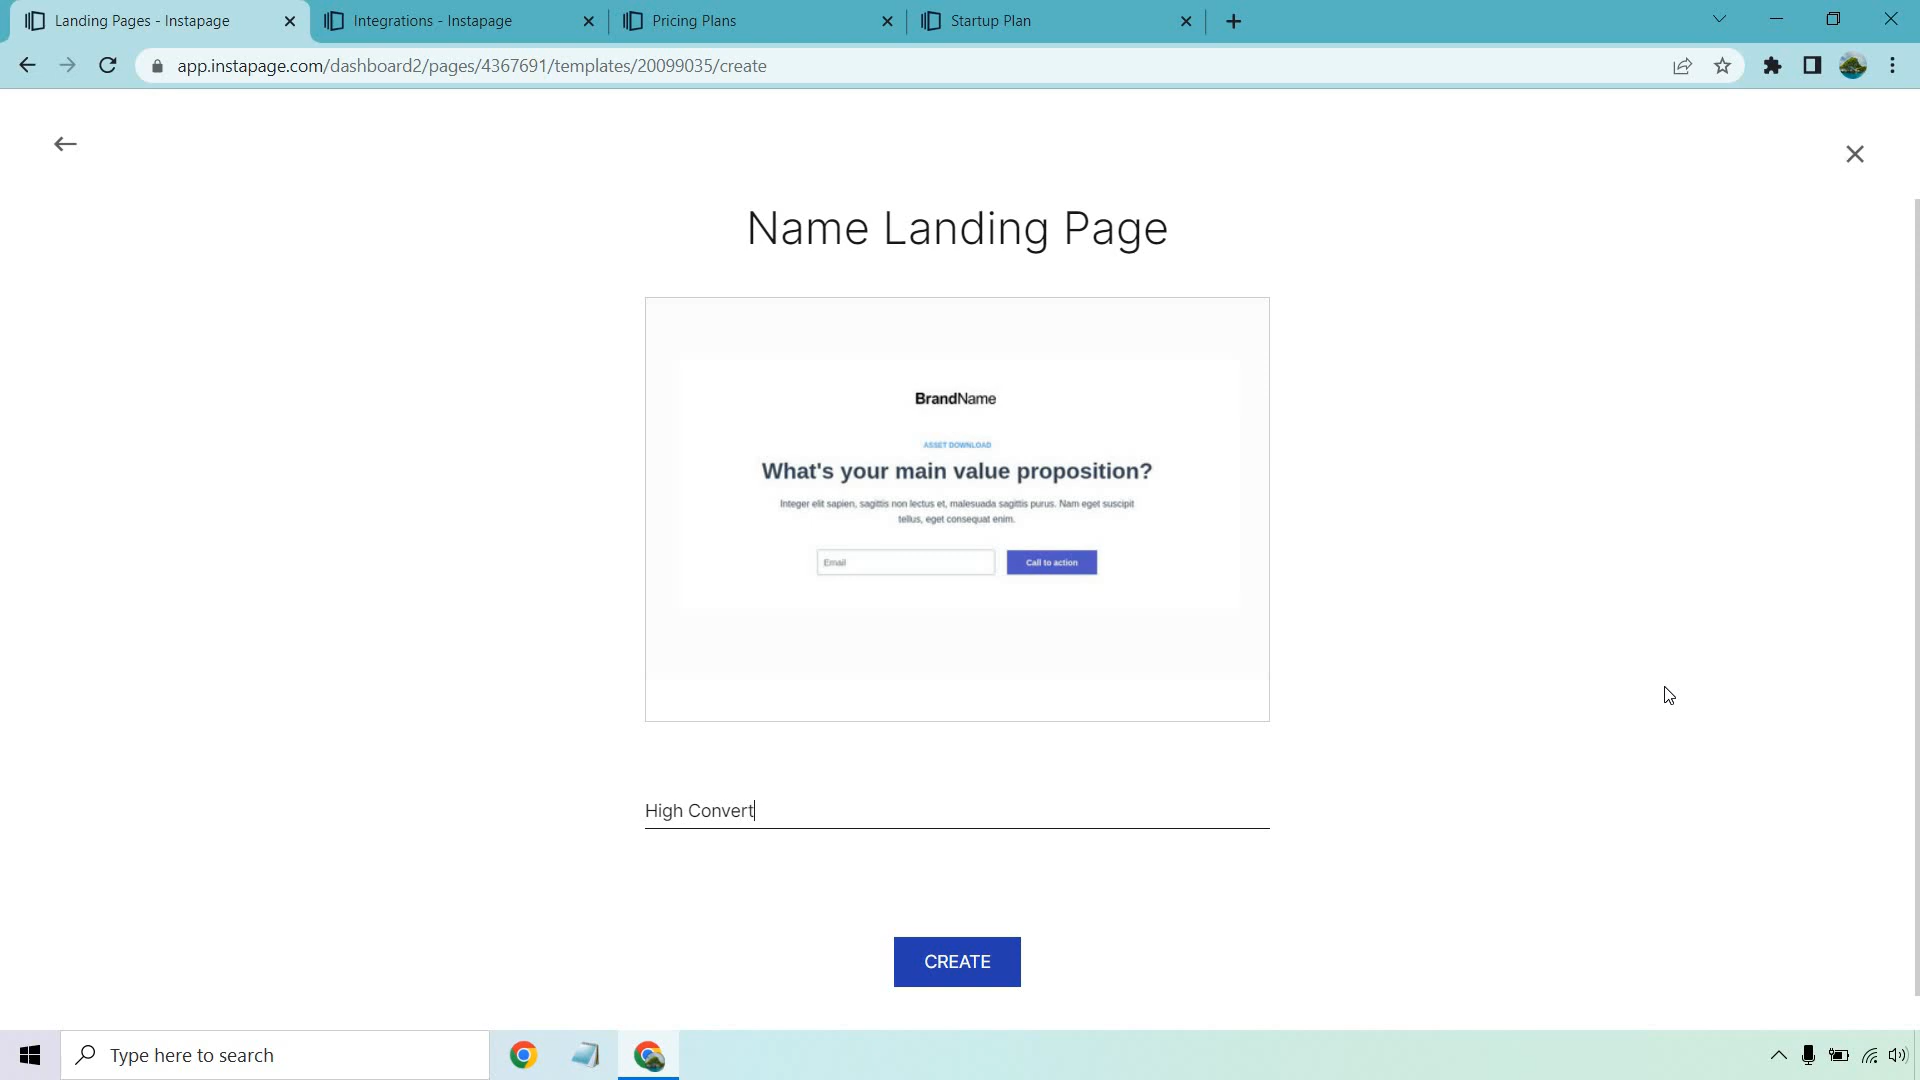 Landing Pages - Instapage
Integrations - Instapage
Pricing Plans
Startup Plan
app.instapage.com/dashboard2/pages/4367691/templates/20099035/create
Name Landing Page
BrandName
ASSET DOWNLOAD
What's your main value proposition?
Integer elit sapien, sagittis non lectus et, malesuada sagittis purus. Nam eget suscipit
tellus, eget consequat enim.
Email
Call to action
High Convert
CREATE
Type here to search